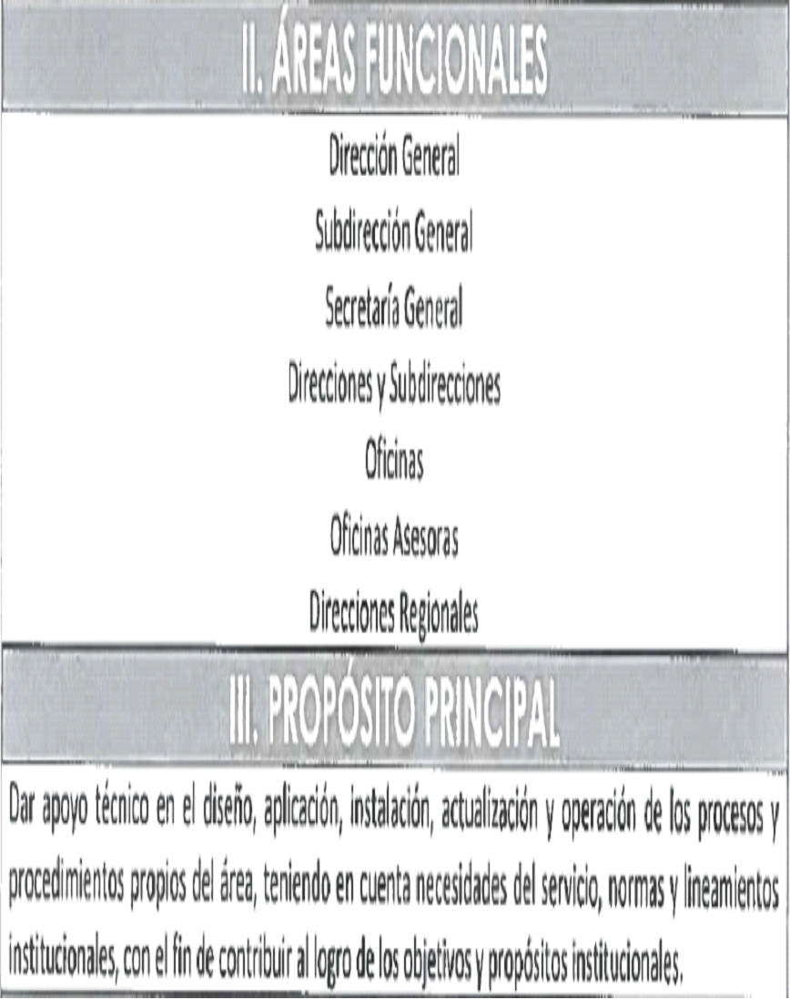 II. ÁREAS FUNCIONALES
Dirección General
Subdirección General
Secretaría General
Direcciones y Subdirecciones
Oficinas
Oficinas Asesoras
Direcciones Regionales
III. PROPÓSITO PRINCIPAL
Dar apoyo técnico en el diseño, aplicación, instalación, actualización y operación de los procesos y
procedimientos propios del área, teniendo en cuenta necesidades del servicio, normas y lineamientos
institucionales, con el fin de contribuir al logro de los objetivos y propósitos institucionales.